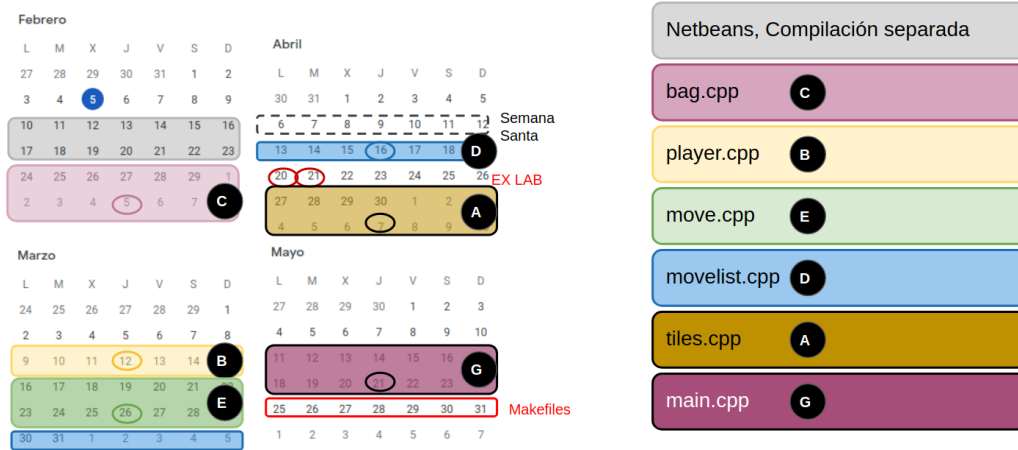 Febrero
L M X J V S D
27 28 29 30 31 1 2
3 4 5 6 7 8 9
10 11 12 13 14 15 16
17 18 19 20 21 22 23
24 25 26 27 28 29 1
2 3 4 5 6 7 C
Marzo
L M X J V S D
24 25 26 27 28 29 1
2 3 4 5 6 7 8
9 10 11 12 13 14 B
16 17 18 19 20 21
23 24 25 26 27 28 E
30 31 1 2 3 4 5
Abril
L M X J V S D
30 31 1 2 3 4 5
6 7 8 9 10 11 12 Semana Santa
13 14 15 16 17 18 D
20 21 22 23 24 25 26 EX LAB
27 28 29 30 1 2 A
4 5 6 7 8 9
Mayo
L M X J V S D
27 28 29 30 1 2 3
4 5 6 7 8 9 10
11 12 13 14 15 16
18 19 20 21 22 23 G
25 26 27 28 29 30 31 Makefiles
1 2 3 4 5 6 7
Netbeans, Compilación separada
bag.cpp C
player.cpp B
move.cpp E
movelist.cpp D
tiles.cpp A
main.cpp G